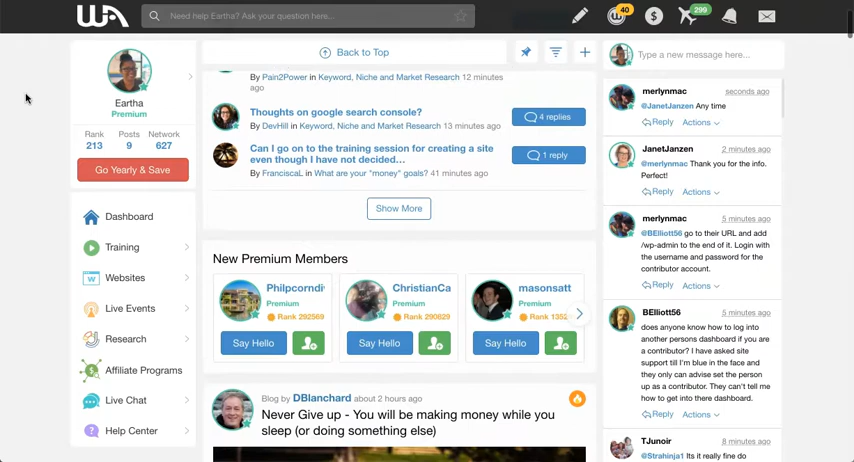 WA
Need help Eartha? Ask your question here...
40
299
Eartha
Premium
Rank Posts Network
213 9 627
Go Yearly & Save
Dashboard
Training
Websites
Live Events
Research
Affiliate Programs
Live Chat
Help Center
Back to Top
By Pain2Power in Keyword, Niche and Market Research 12 minutes
ago
Thoughts on google search console?
By DevHill in Keyword, Niche and Market Research 13 minutes ago
4 replies
Can I go on to the training session for creating a site
even though I have not decided...
By FranciscaL in What are your "money" goals? 41 minutes ago
1 reply
Show More
New Premium Members
Philpcorndi
Premium
Rank 292569
Say Hello
ChristianCa
Premium
Rank 290829
Say Hello
masonsatt
Premium
Say Hello
Blog by DBlanchard about 2 hours ago
Never Give up - You will be making money while you
sleep (or doing something else)
Type a new message here...
merlynmac seconds ago
@JanetJanzen Any time
Reply Actions
JanetJanzen 2 minutes ago
@merlynmac Thank you for the info.
Perfect!
Reply Actions
merlynmac 5 minutes ago
@BElliott56 go to their URL and add
/wp-admin to the end of it. Login with
the username and password for the
contributor account.
Reply Actions
BElliott56 5 minutes ago
does anyone know how to log into
another persons dashboard if you are
a contributor? I have asked site
support till I'm blue in the face and
they only can advise set the person
up as a contributor. They can't tell me
how to get into there dashboard.
Reply Actions
TJunoir 8 minutes ago
@Strahinja1 Its it really fine do